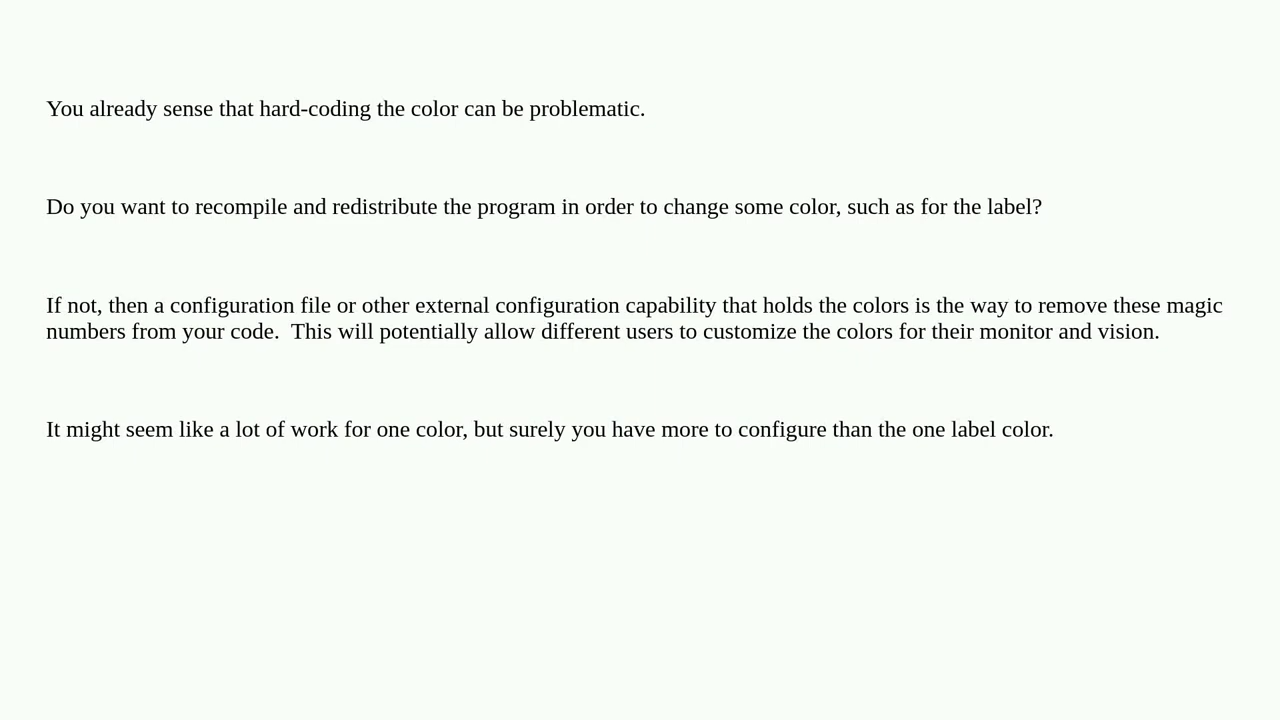 You already sense that hard-coding the color can be problematic.
Do you want to recompile and redistribute the program in order to change some color, such as for the label?
If not, then a configuration file or other external configuration capability that holds the colors is the way to remove these magic
numbers from your code.  This will potentially allow different users to customize the colors for their monitor and vision.
It might seem like a lot of work for one color, but surely you have more to configure than the one label color.